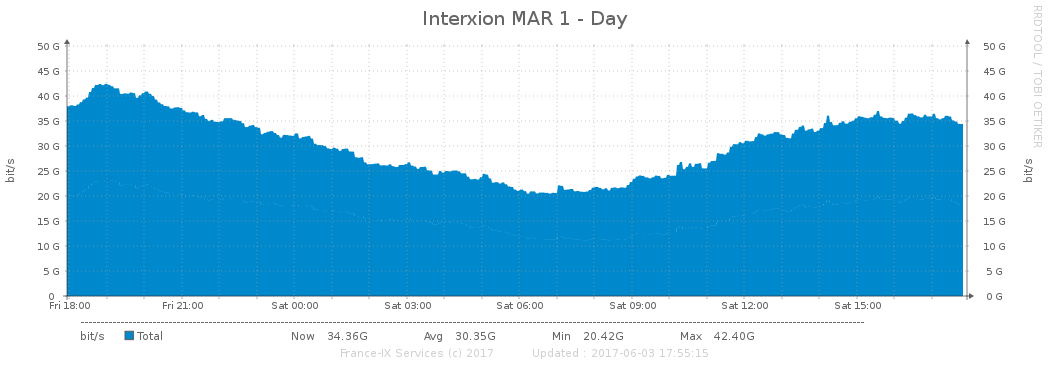 Interxion MAR 1 - Day
RRDTOOL / TOBI OETIKER
bit/s
50 G 50 G
45 G 45 G
40 G 40 G
35 G 35 G
30 G 30 G
25 G 25 G
20 G 20 G
15 G 15 G
10 G 10 G
5 G 5 G
0 0 G
bit/s
Fri 18:00 Fri 21:00 Sat 00:00 Sat 03:00 Sat 06:00 Sat 09:00 Sat 12:00 Sat 15:00
bit/s Total Now 34.36G Avg 30.35G Min 20.42G Max 42.40G
France-IX Services (c) 2017 Updated : 2017-06-03 17:55:15